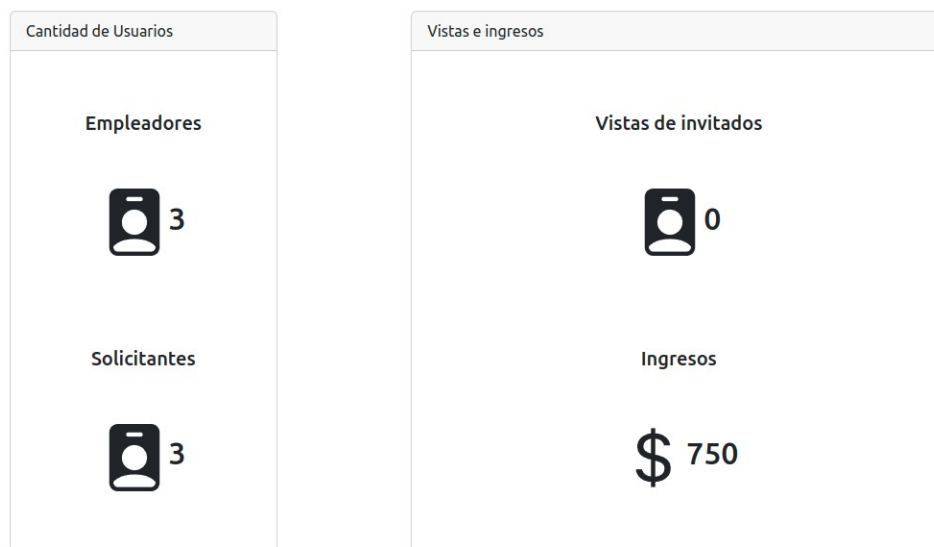 Cantidad de Usuarios
Empleadores
3
Solicitantes
3
Vistas e ingresos
Vistas de invitados
0
Ingresos
$ 750